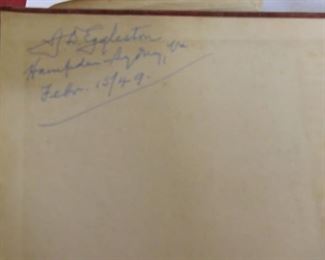 J D Eggleston
Hampden Sydney, Va
Febr. 15/49.